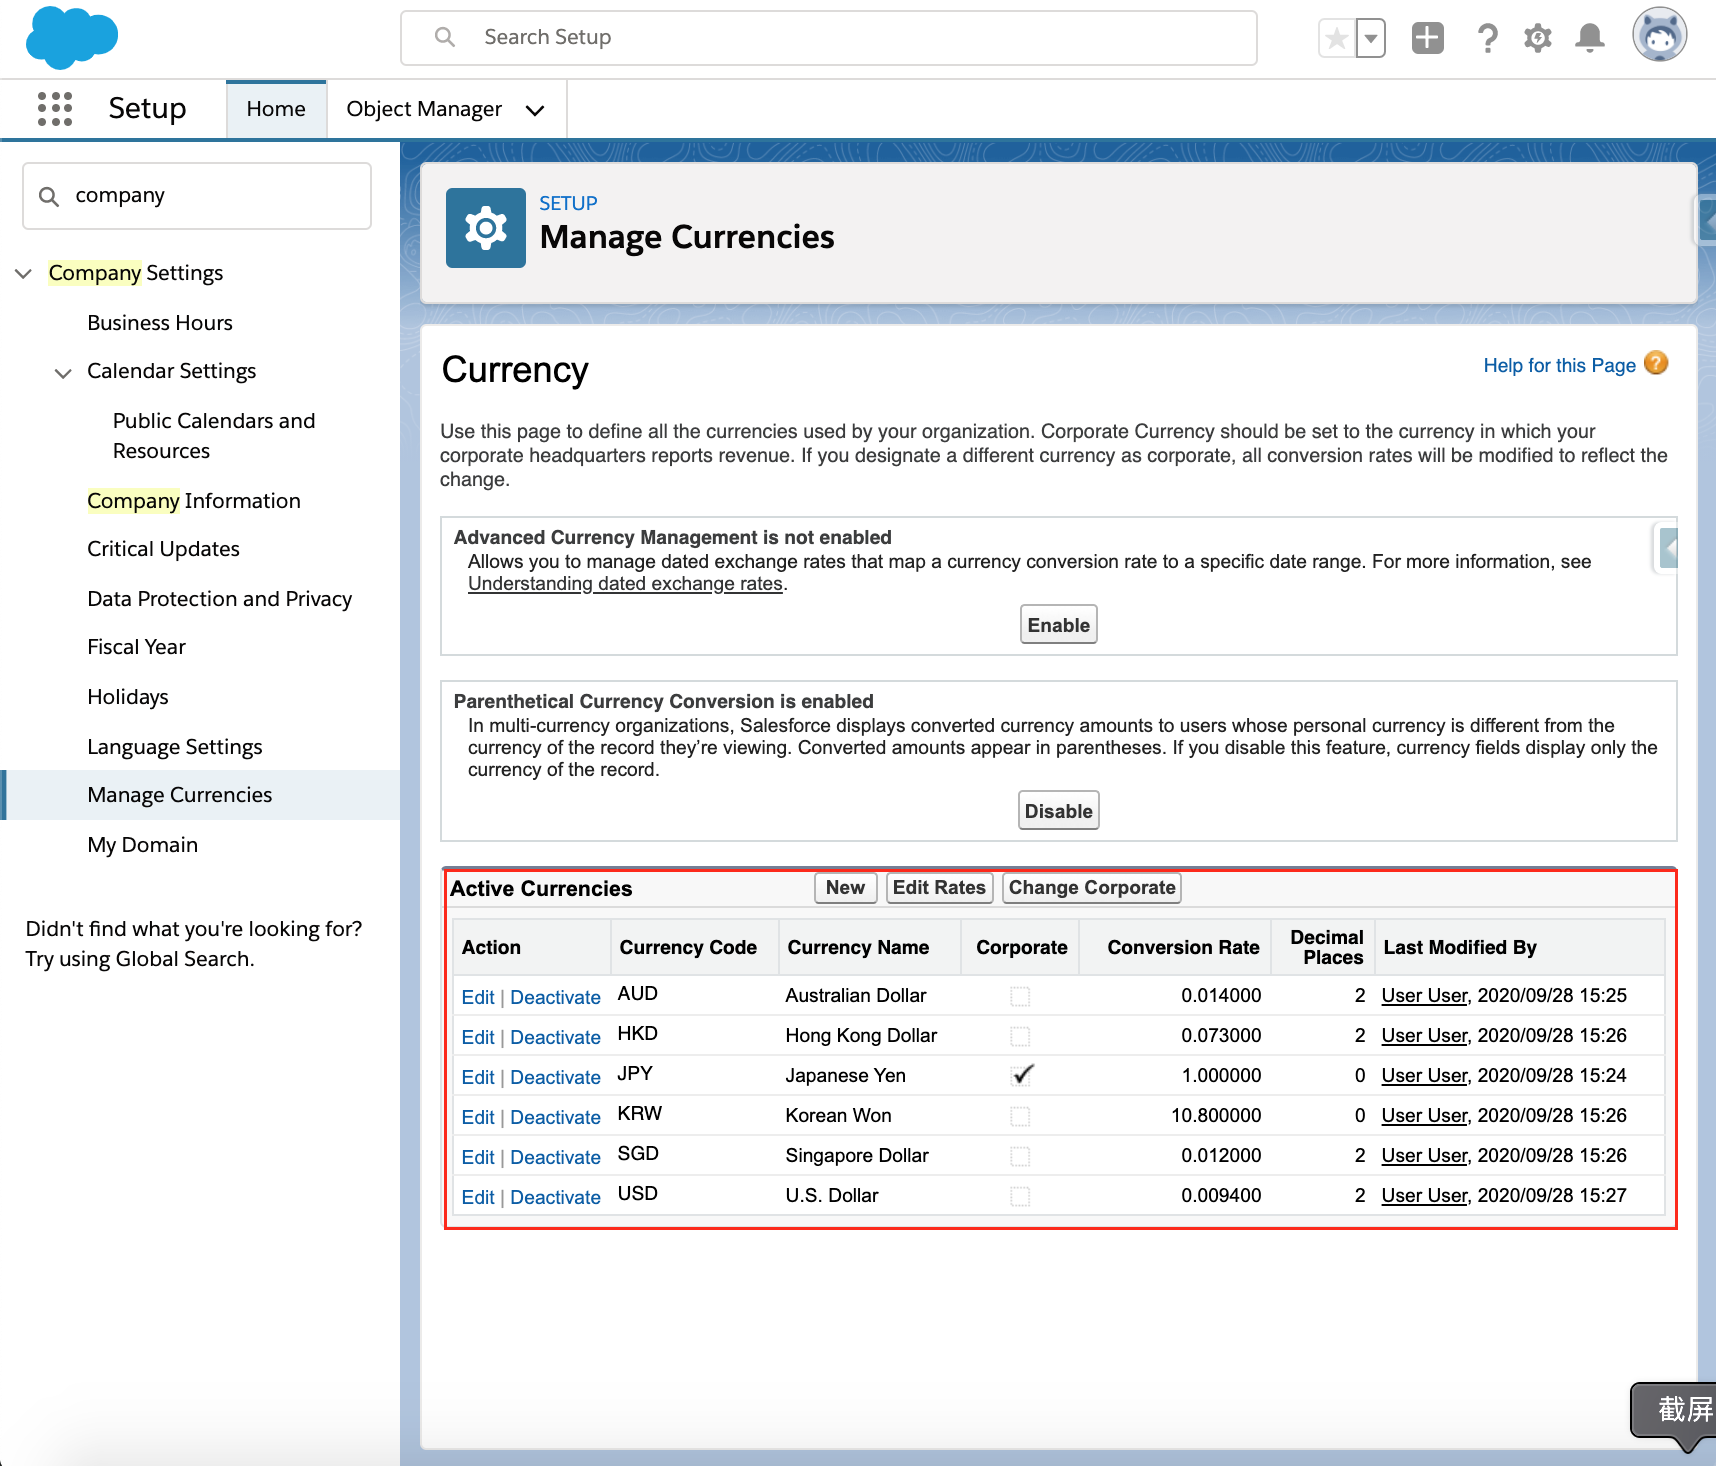 Search Setup
Setup
Home
Object Manager
company
Company Settings
Business Hours
Calendar Settings
Public Calendars and
Resources
Company Information
Critical Updates
Data Protection and Privacy
Fiscal Year
Holidays
Language Settings
Manage Currencies
My Domain
Didn't find what you're looking for?
Try using Global Search.
SETUP
Manage Currencies
Currency
Help for this Page ?
Use this page to define all the currencies used by your organization. Corporate Currency should be set to the currency in which your
corporate headquarters reports revenue. If you designate a different currency as corporate, all conversion rates will be modified to reflect the
change.
Advanced Currency Management is not enabled
Allows you to manage dated exchange rates that map a currency conversion rate to a specific date range. For more information, see
Understanding dated exchange rates.
Enable
Parenthetical Currency Conversion is enabled
In multi-currency organizations, Salesforce displays converted currency amounts to users whose personal currency is different from the
currency of the record they're viewing. Converted amounts appear in parentheses. If you disable this feature, currency fields display only the
currency of the record.
Disable
Active Currencies New Edit Rates Change Corporate
Action Currency Code Currency Name Corporate Conversion Rate Decimal Places Last Modified By
Edit | Deactivate AUD Australian Dollar 0.014000 2 User User, 2020/09/28 15:25
Edit | Deactivate HKD Hong Kong Dollar 0.073000 2 User User, 2020/09/28 15:26
Edit | Deactivate JPY Japanese Yen 1.000000 0 User User, 2020/09/28 15:24
Edit | Deactivate KRW Korean Won 10.800000 0 User User, 2020/09/28 15:26
Edit | Deactivate SGD Singapore Dollar 0.012000 2 User User, 2020/09/28 15:26
Edit | Deactivate USD U.S. Dollar 0.009400 2 User User, 2020/09/28 15:27
截屏